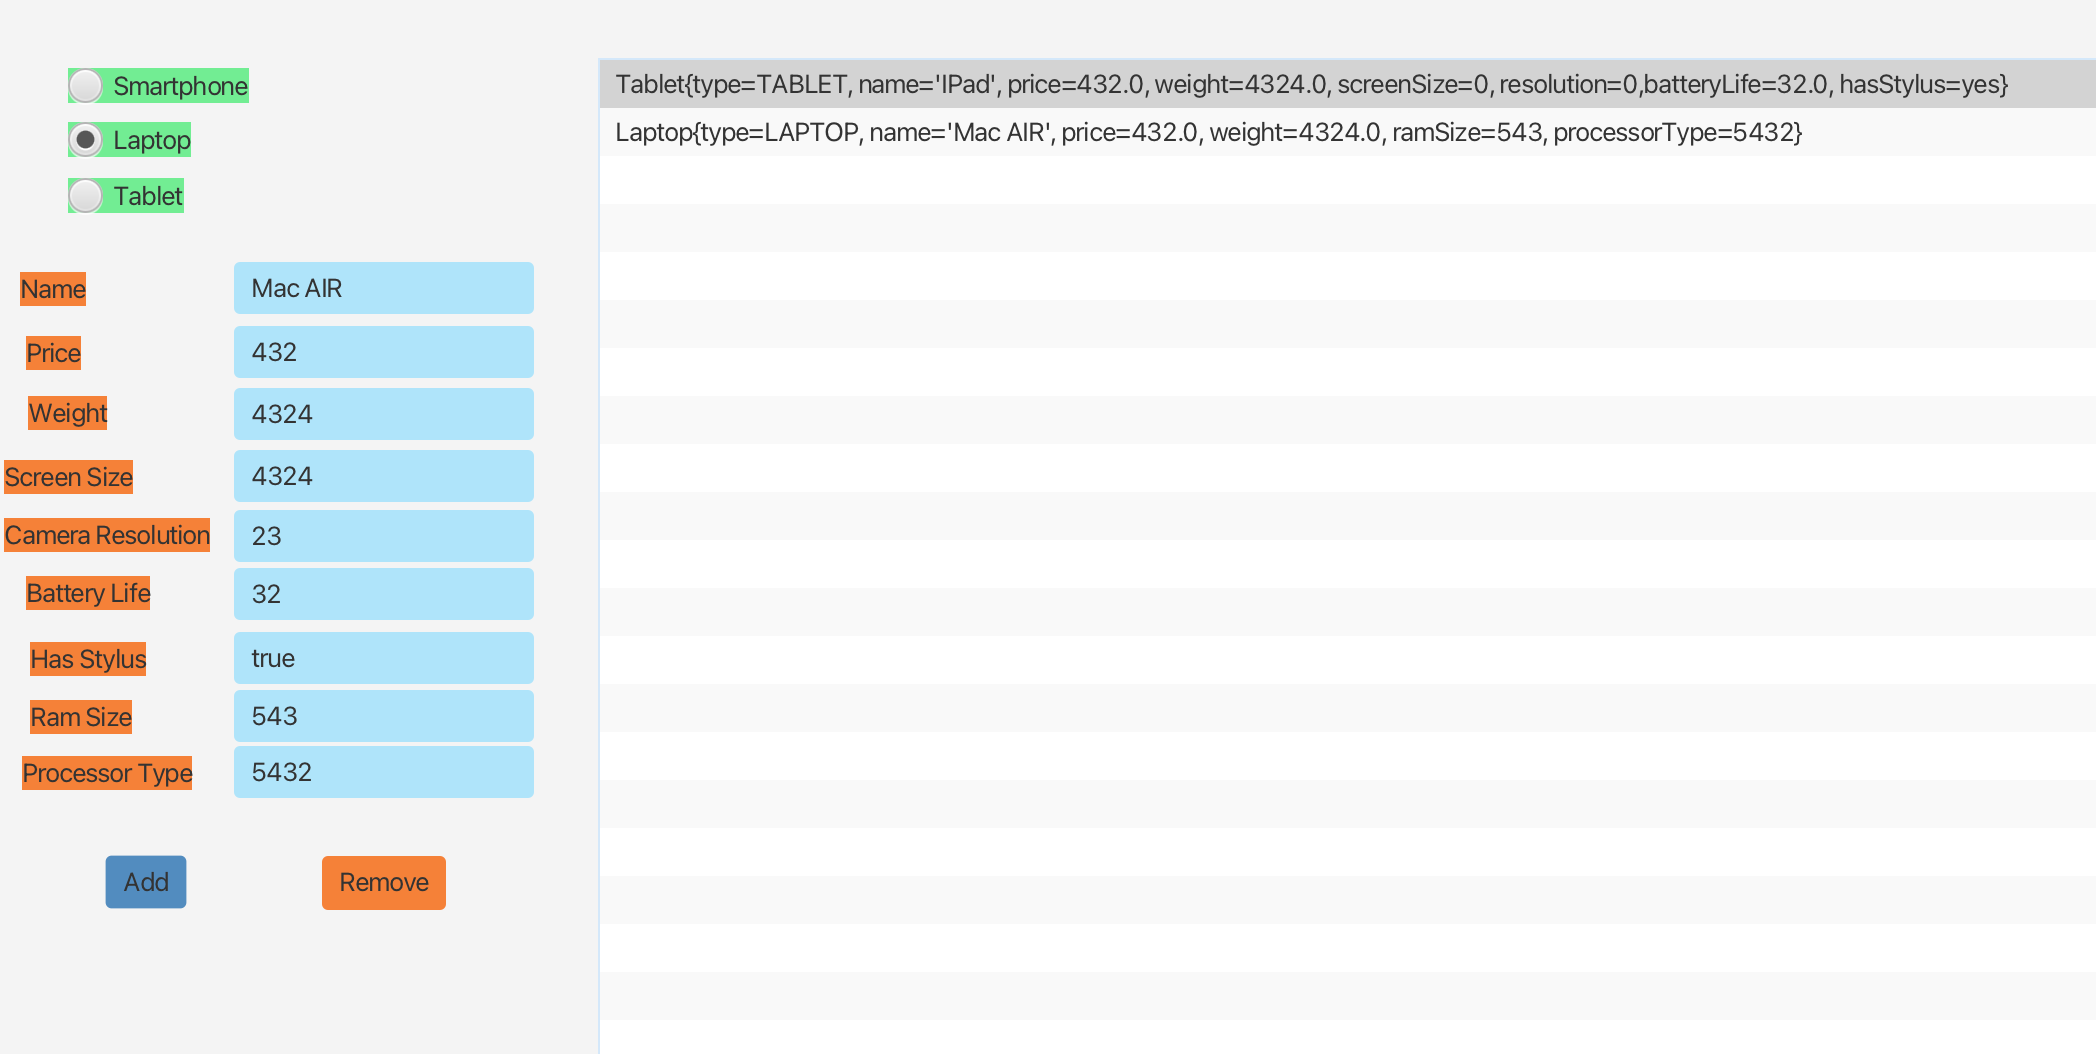 Smartphone
Laptop
Tablet
Name Mac AIR
Price 432
Weight 4324
Screen Size 4324
Camera Resolution 23
Battery Life 32
Has Stylus true
Ram Size 543
Processor Type 5432
Add Remove
Tablet{type=TABLET, name='IPad', price=432.0, weight=4324.0, screenSize=0, resolution=0,batteryLife=32.0, hasStylus=yes}
Laptop{type=LAPTOP, name='Mac AIR', price=432.0, weight=4324.0, ramSize=543, processorType=5432}